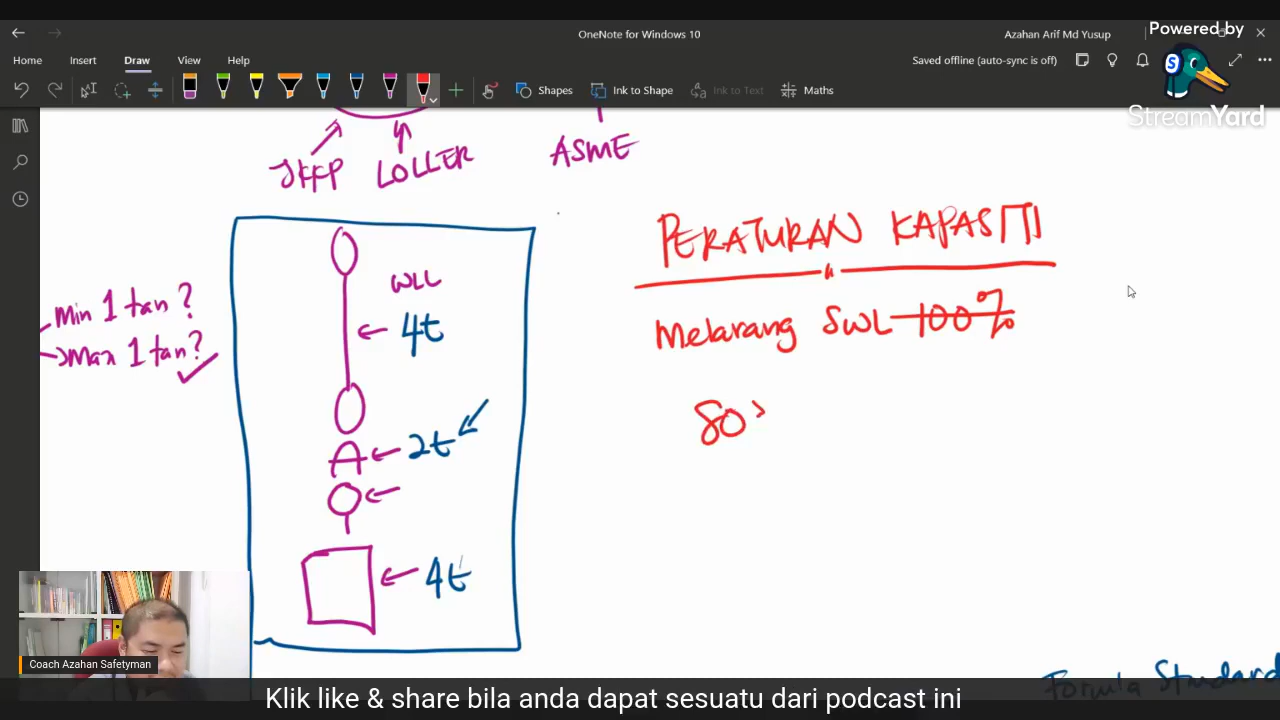 OneNote for Windows 10
Azahan Arif Md Yusup
Powered by
StreamYard
Home Insert Draw View Help
Saved offline (auto-sync is off)
Shapes Ink to Shape Ink to Text Maths
JKKP LOLLER ASME
PERATURAN KAPASITI
Melarang SWL 100%
80
Min 1 tan?
Max 1 tan?
WLL
4t
2t
4t
Formula Standard
Coach Azahan Safetyman
Klik like & share bila anda dapat sesuatu dari podcast ini